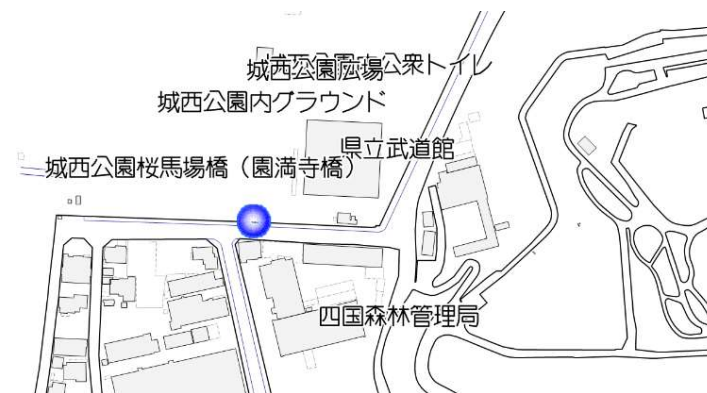 城西公園広場
公衆トイレ
城西公園内グラウンド
県立武道館
城西公園桜馬場橋（園満寺橋）
四国森林管理局